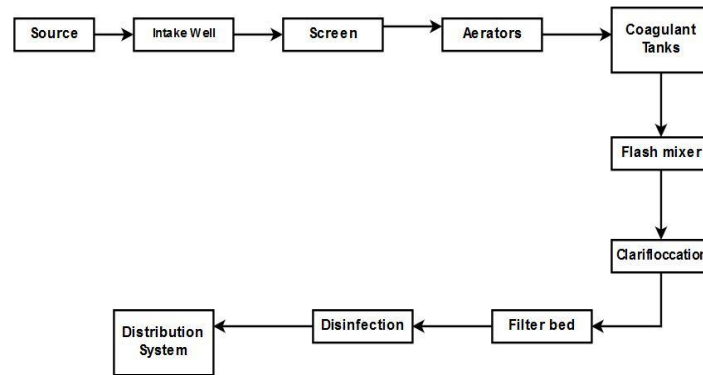 Source
Intake Well
Screen
Aerators
Coagulant
Tanks
Flash mixer
Clarifloccation
Filter bed
Disinfection
Distribution
System